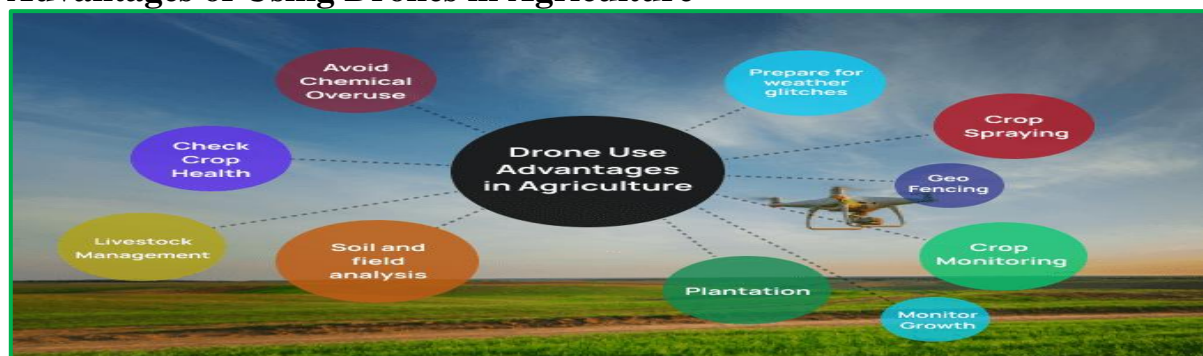 Advantages of Using Drones in Agriculture
Avoid
Chemical
Overuse
Prepare for
weather
glitches
Crop
Spraying
Check
Crop
Health
Drone Use
Advantages
in Agriculture
Geo
Fencing
Livestock
Management
Soil and
field
analysis
Crop
Monitoring
Plantation
Monitor
Growth